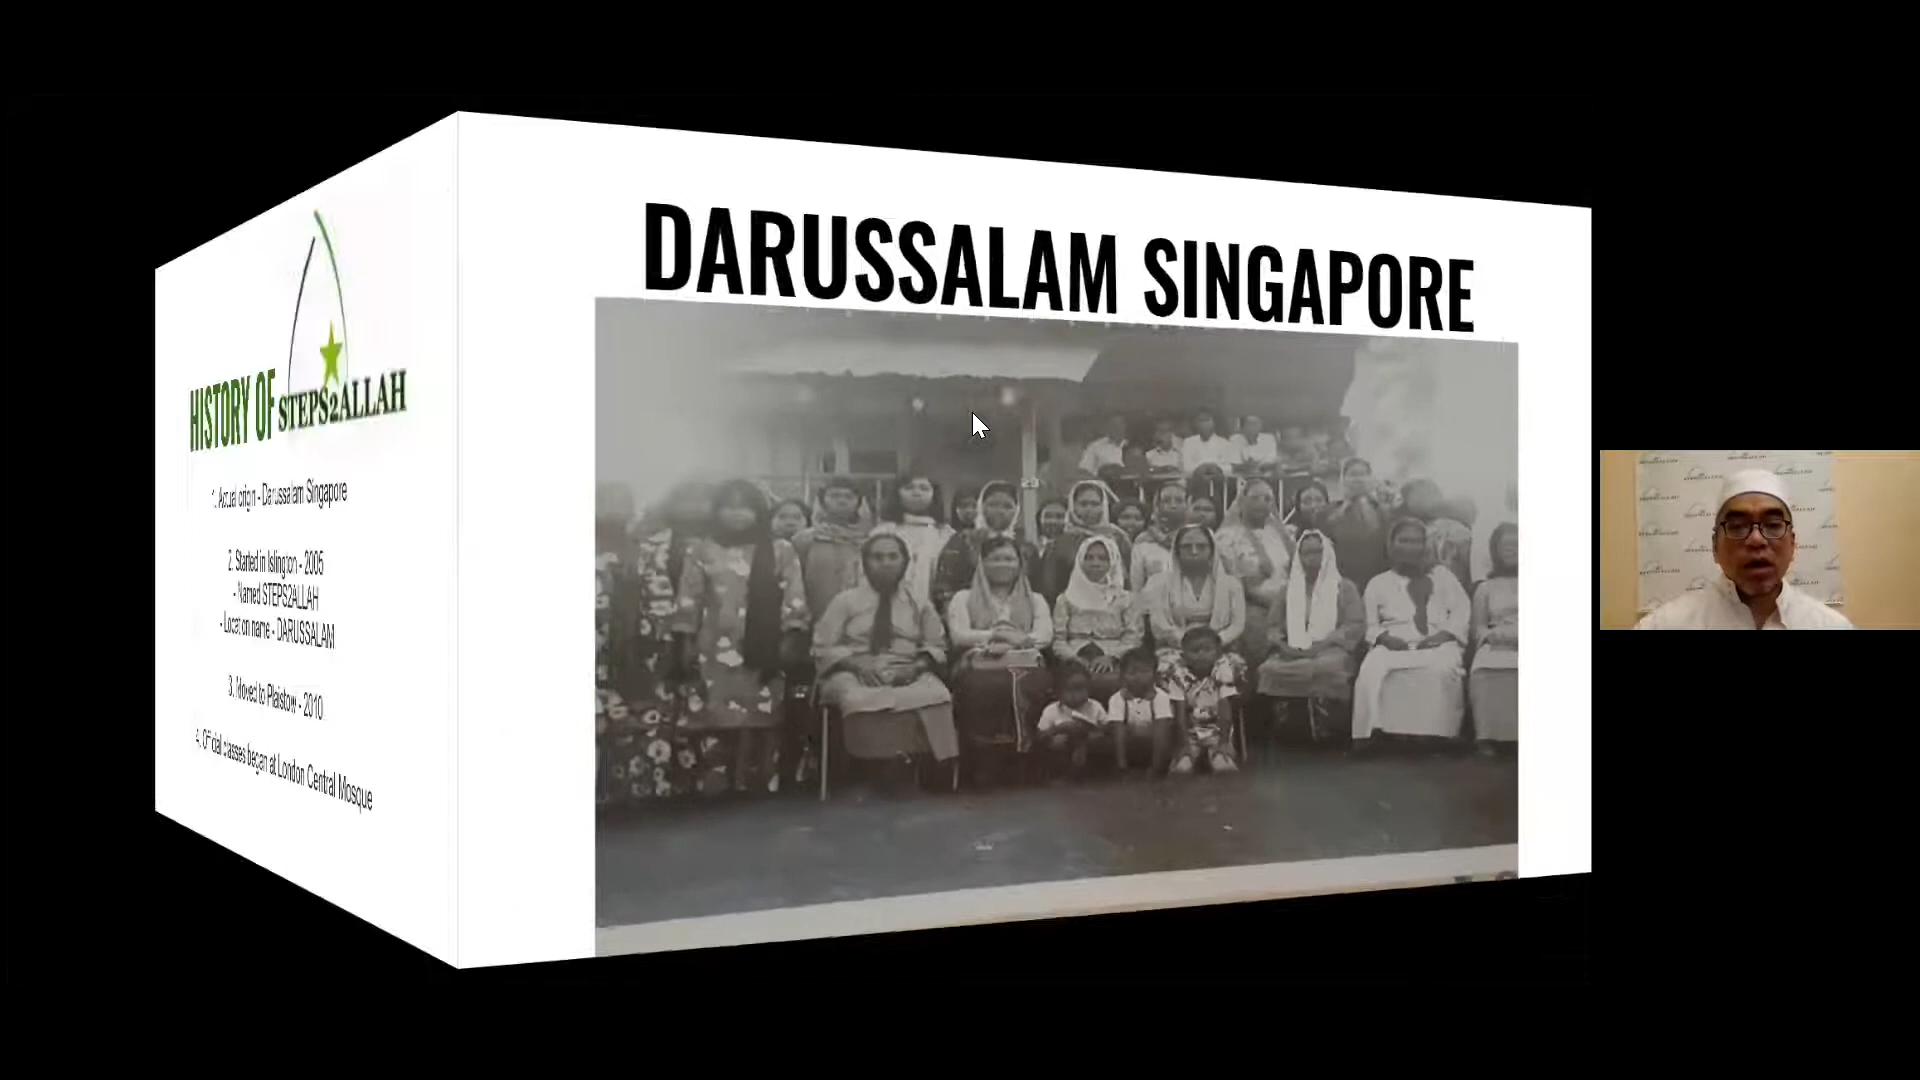 HISTORY OF STEPS2ALLAH
1. Actual origin - Darussalam Singapore
2. Started in Islington - 2005
- Named STEPS2ALLAH
- Location name - DARUSSALAM
3. Moved to Plaistow - 2010
4. Official classes began at London Central Mosque
DARUSSALAM SINGAPORE